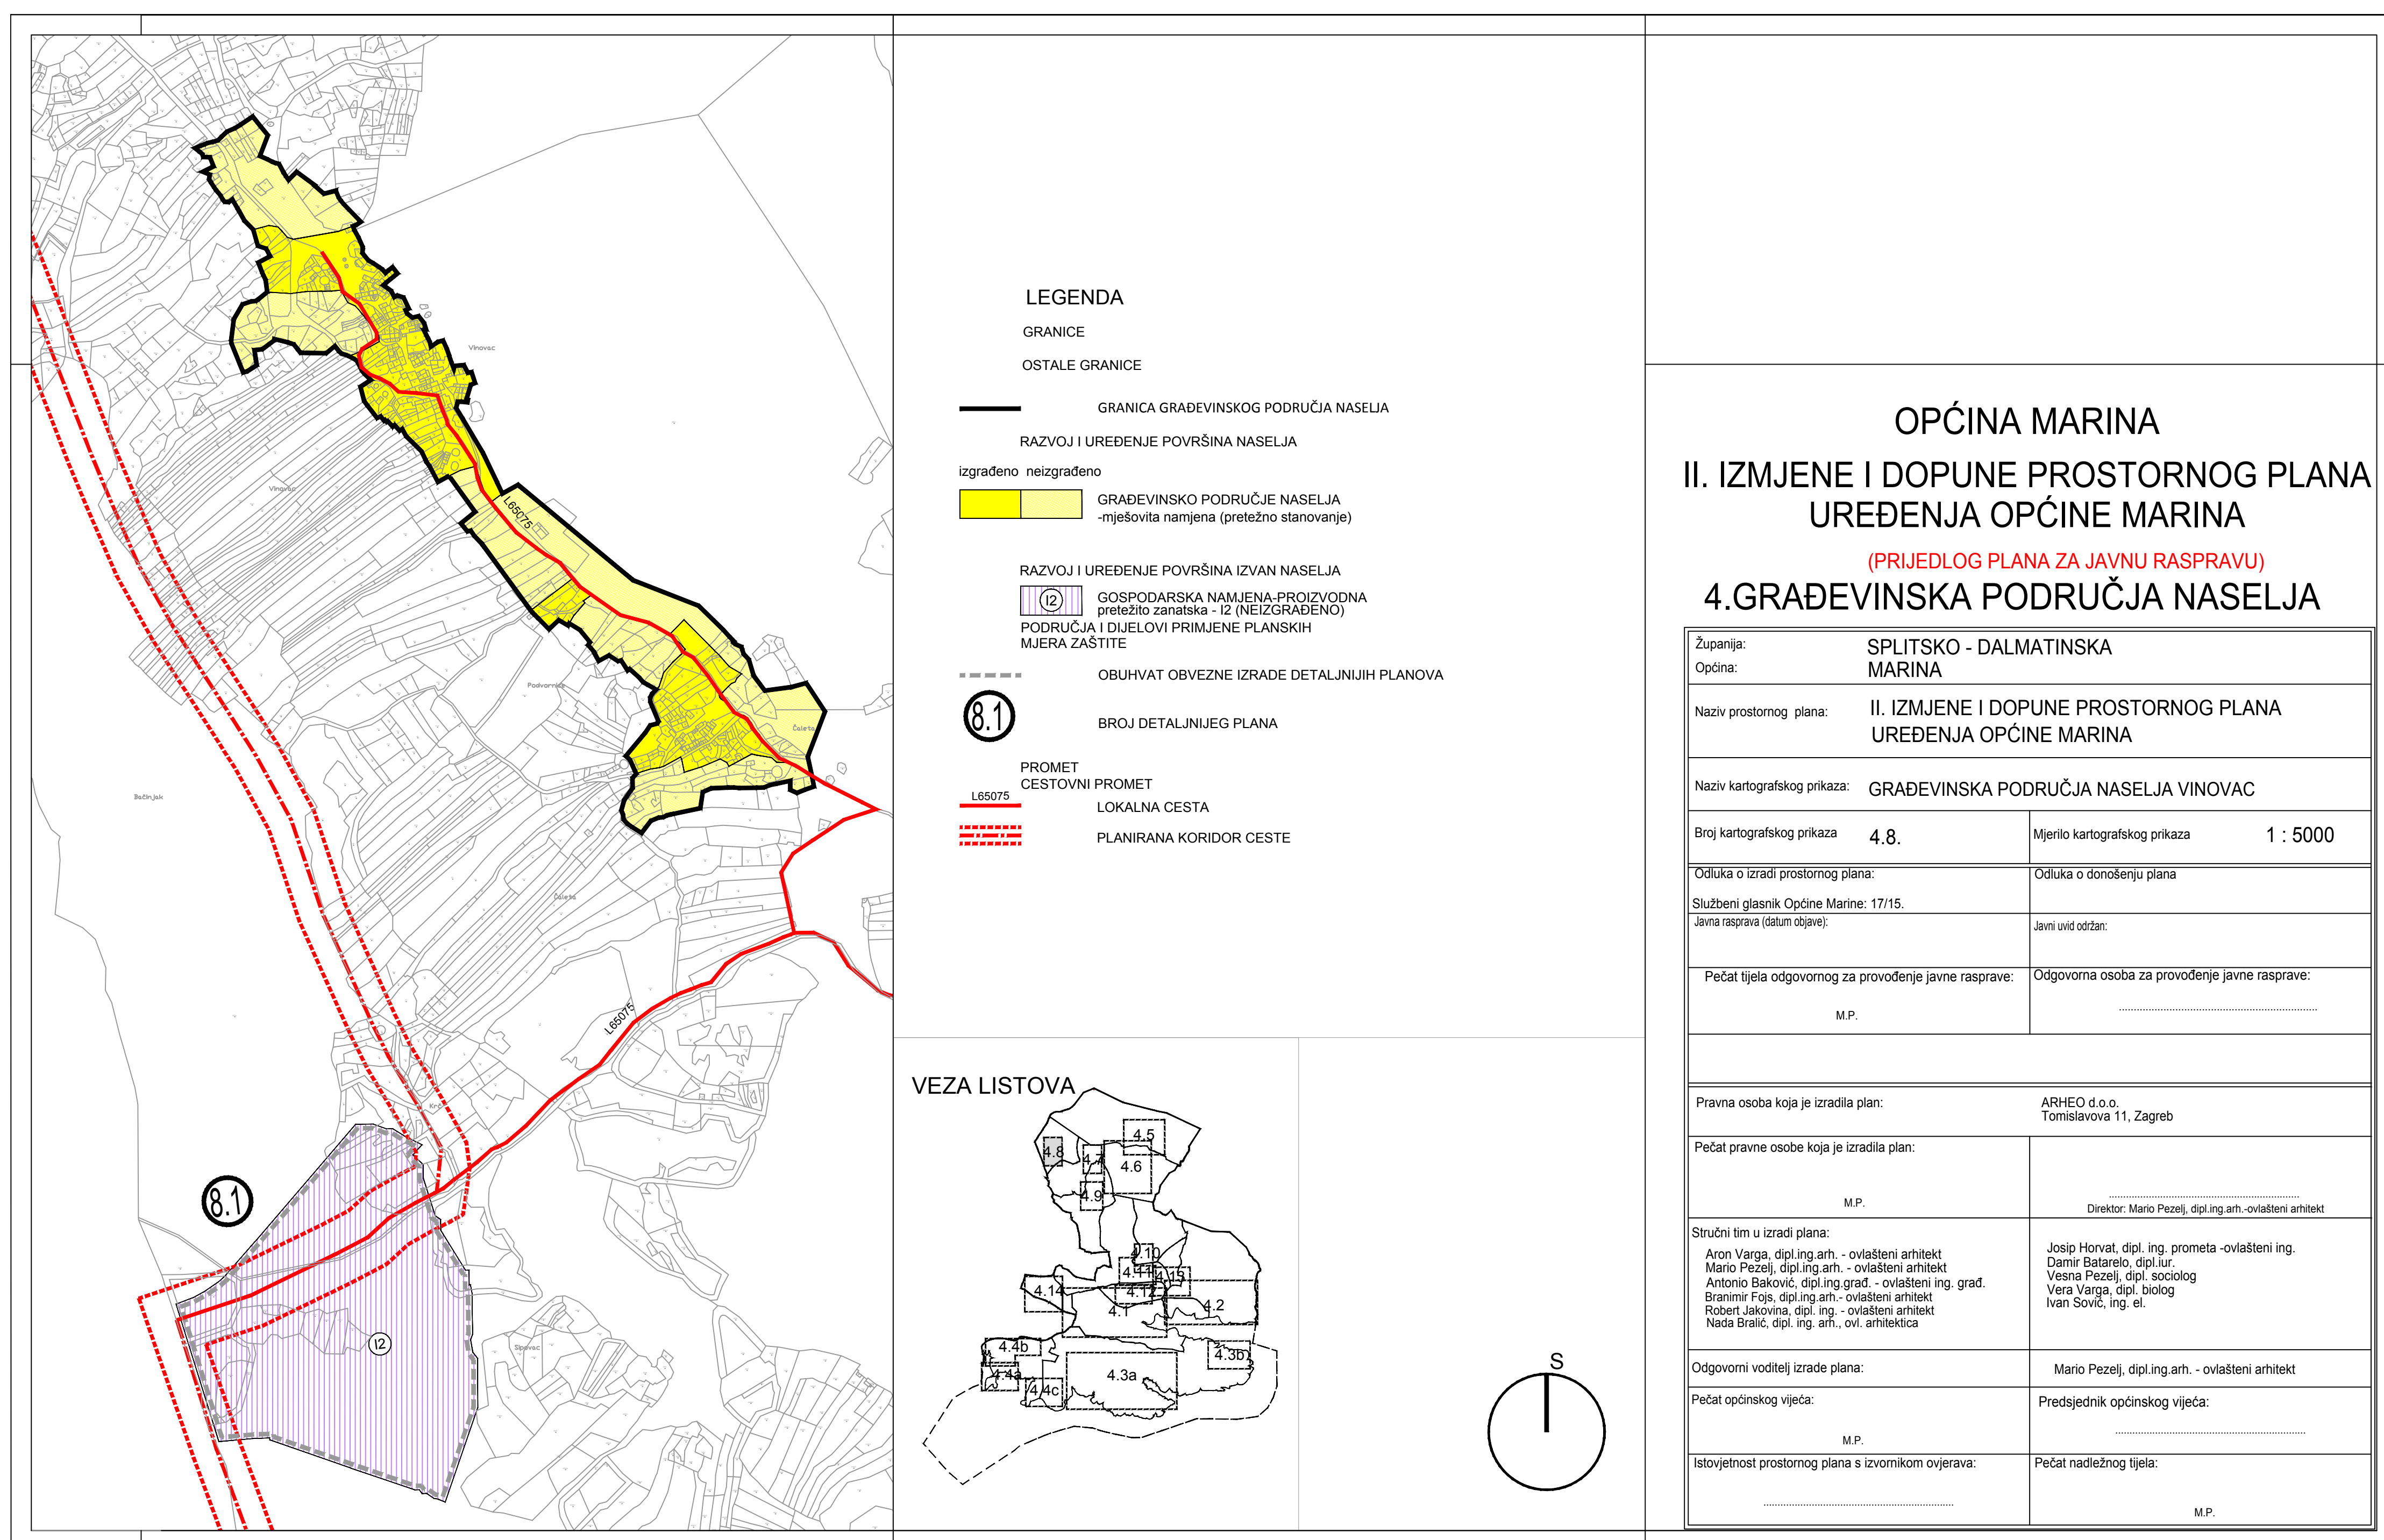 Vinovac
Vinovac
L65075
Podvornice
Čaleta
Bačinjak
Čaleta
L65075
Krč
8.1
I2
Sipovac
LEGENDA
GRANICE
OSTALE GRANICE
GRANICA GRAĐEVINSKOG PODRUČJA NASELJA
RAZVOJ I UREĐENJE POVRŠINA NASELJA
izgrađeno neizgrađeno
GRAĐEVINSKO PODRUČJE NASELJA
-mješovita namjena (pretežno stanovanje)
RAZVOJ I UREĐENJE POVRŠINA IZVAN NASELJA
I2
GOSPODARSKA NAMJENA-PROIZVODNA
pretežito zanatska - I2 (NEIZGRAĐENO)
PODRUČJA I DIJELOVI PRIMJENE PLANSKIH
MJERA ZAŠTITE
OBUHVAT OBVEZNE IZRADE DETALJNIJIH PLANOVA
8.1
BROJ DETALJNIJEG PLANA
PROMET
CESTOVNI PROMET
L65075
LOKALNA CESTA
PLANIRANA KORIDOR CESTE
VEZA LISTOVA
4.5
4.8
4.7
4.6
4.9
4.10
4.11
4.13
4.14
4.12
4.1
4.2
4.4b
4.3b
4.4a
4.3a
4.4c
S
OPĆINA MARINA
II. IZMJENE I DOPUNE PROSTORNOG PLANA
UREĐENJA OPĆINE MARINA
(PRIJEDLOG PLANA ZA JAVNU RASPRAVU)
4.GRAĐEVINSKA PODRUČJA NASELJA
Županija: SPLITSKO - DALMATINSKA
Općina: MARINA
Naziv prostornog plana: II. IZMJENE I DOPUNE PROSTORNOG PLANA
UREĐENJA OPĆINE MARINA
Naziv kartografskog prikaza: GRAĐEVINSKA PODRUČJA NASELJA VINOVAC
Broj kartografskog prikaza 4.8. Mjerilo kartografskog prikaza 1 : 5000
Odluka o izradi prostornog plana: Odluka o donošenju plana
Službeni glasnik Općine Marine: 17/15.
Javna rasprava (datum objave): Javni uvid održan:
Pečat tijela odgovornog za provođenje javne rasprave: Odgovorna osoba za provođenje javne rasprave:
M.P.
Pravna osoba koja je izradila plan: ARHEO d.o.o.
Tomislavova 11, Zagreb
Pečat pravne osobe koja je izradila plan:
M.P.
Direktor: Mario Pezelj, dipl.ing.arh.-ovlašteni arhitekt
Stručni tim u izradi plana:
Aron Varga, dipl.ing.arh. - ovlašteni arhitekt
Mario Pezelj, dipl.ing.arh. - ovlašteni arhitekt
Antonio Baković, dipl.ing.građ. - ovlašteni ing. građ.
Branimir Fojs, dipl.ing.arh.- ovlašteni arhitekt
Robert Jakovina, dipl. ing. - ovlašteni arhitekt
Nada Bralić, dipl. ing. arh., ovl. arhitektica
Josip Horvat, dipl. ing. prometa -ovlašteni ing.
Damir Batarelo, dipl.iur.
Vesna Pezelj, dipl. sociolog
Vera Varga, dipl. biolog
Ivan Sović, ing. el.
Odgovorni voditelj izrade plana: Mario Pezelj, dipl.ing.arh. - ovlašteni arhitekt
Pečat općinskog vijeća: Predsjednik općinskog vijeća:
M.P.
Istovjetnost prostornog plana s izvornikom ovjerava: Pečat nadležnog tijela:
M.P.